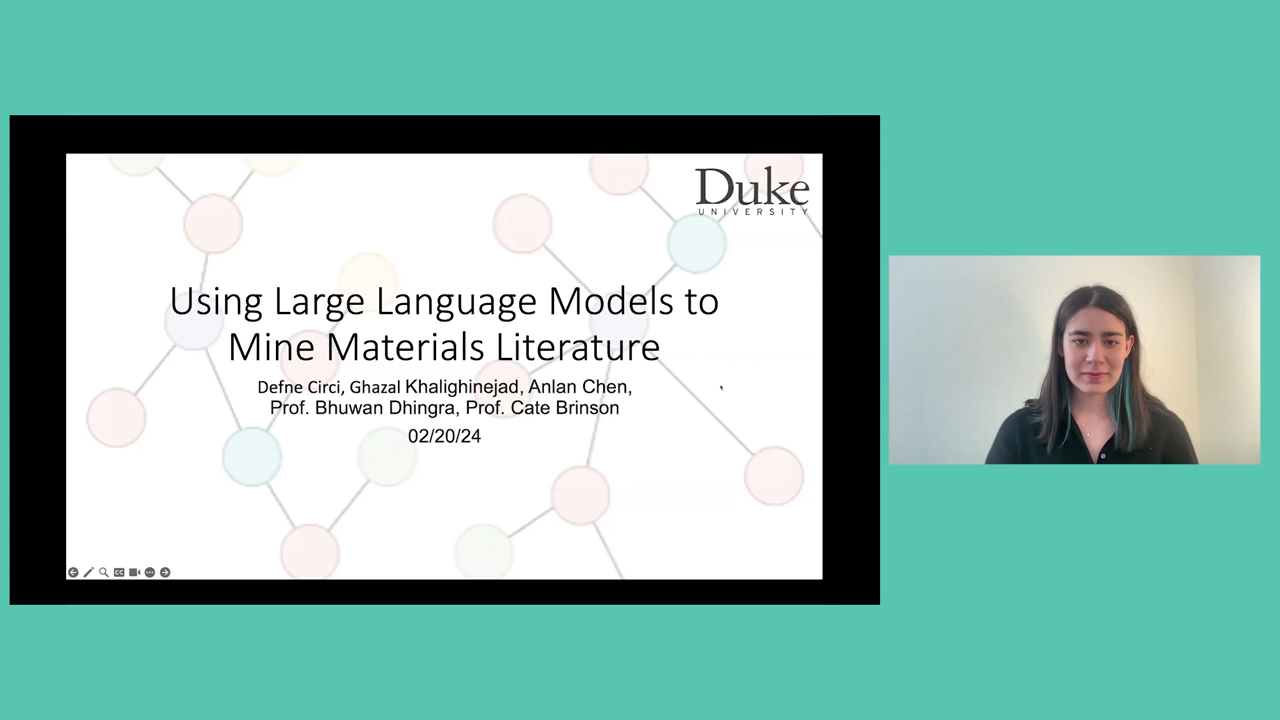 Duke
UNIVERSITY
Using Large Language Models to
Mine Materials Literature
Defne Circi, Ghazal Khalighinejad, Anlan Chen,
Prof. Bhuwan Dhingra, Prof. Cate Brinson
02/20/24
CC